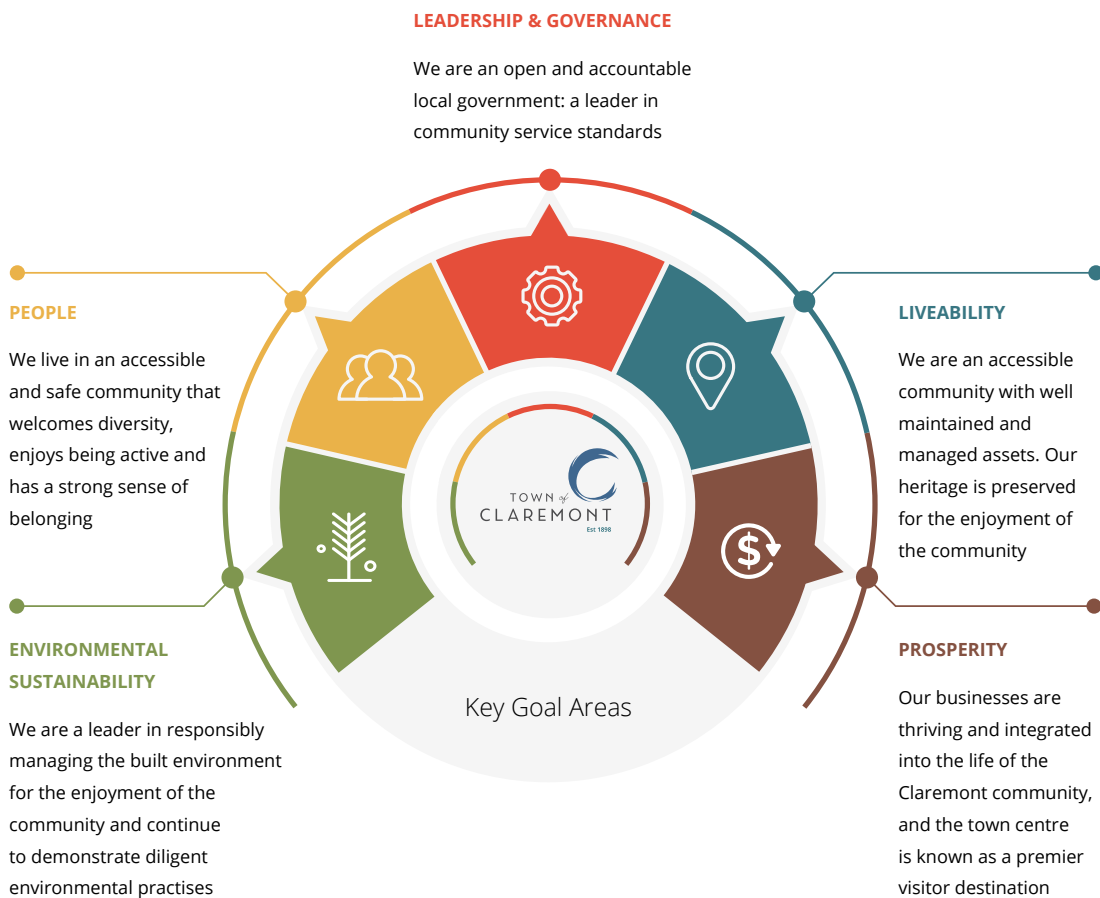 LEADERSHIP & GOVERNANCE
We are an open and accountable
local government: a leader in
community service standards
PEOPLE
We live in an accessible
and safe community that
welcomes diversity,
enjoys being active and
has a strong sense of
belonging
LIVEABILITY
We are an accessible
community with well
maintained and
managed assets. Our
heritage is preserved
for the enjoyment of
the community
TOWN of
CLAREMONT
Est 1898
$
ENVIRONMENTAL
SUSTAINABILITY
We are a leader in responsibly
managing the built environment
for the enjoyment of the
community and continue
to demonstrate diligent
environmental practises
Key Goal Areas
PROSPERITY
Our businesses are
thriving and integrated
into the life of the
Claremont community,
and the town centre
is known as a premier
visitor destination